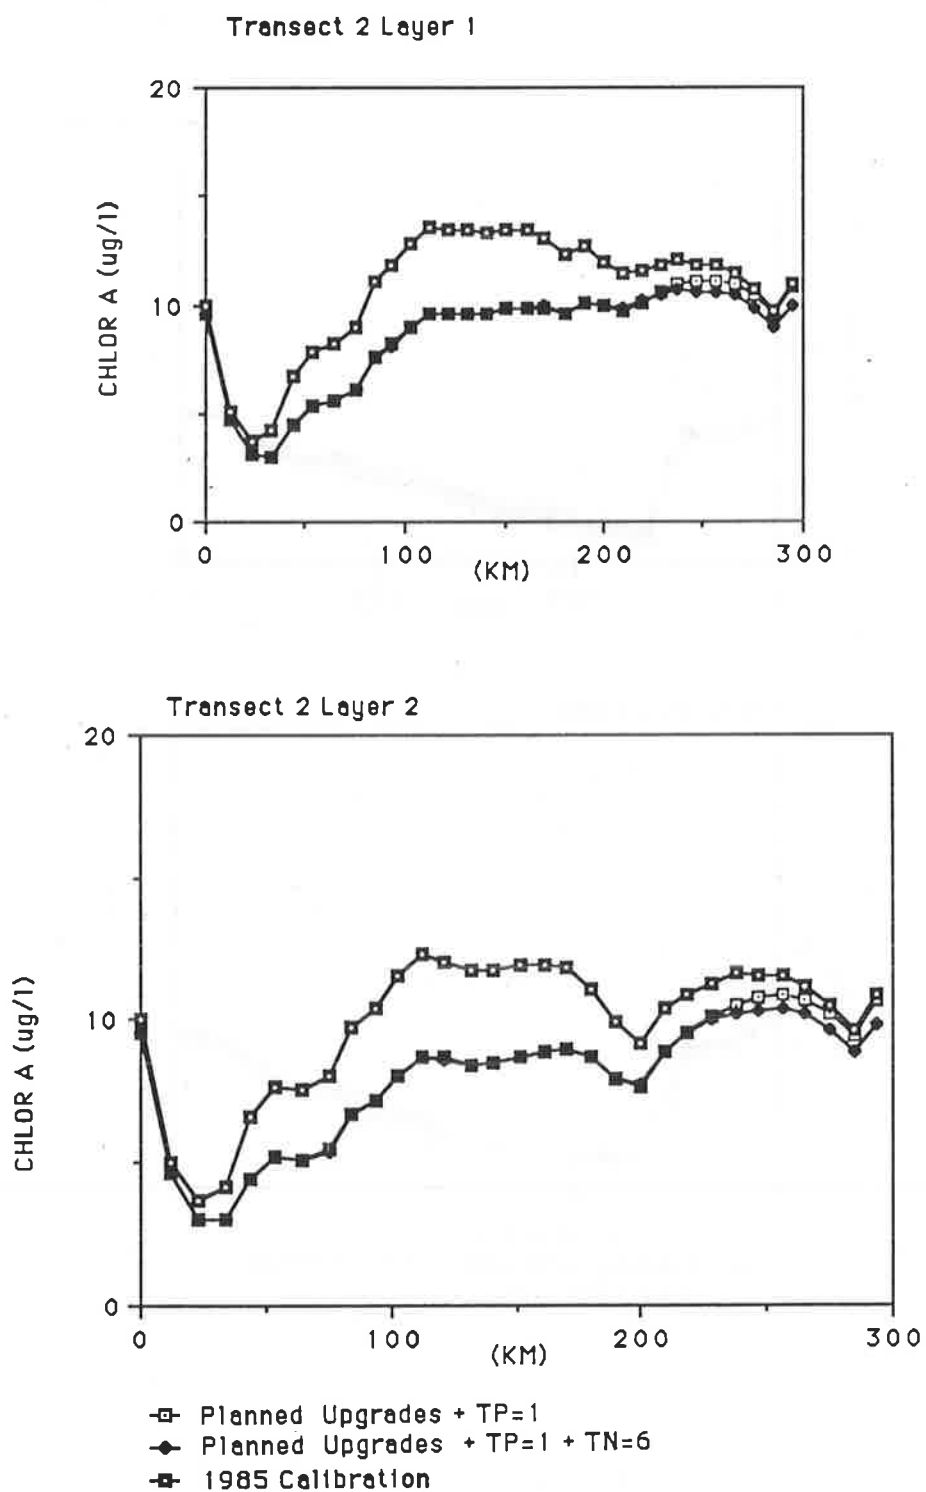 Transect 2 Layer 1
20
10
0
CHLOR A (ug/l)
0 100 200 300
(KM)
Transect 2 Layer 2
20
10
0
CHLOR A (ug/l)
0 100 200 300
(KM)
Planned Upgrades + TP=1
Planned Upgrades + TP=1 + TN=6
1985 Calibration